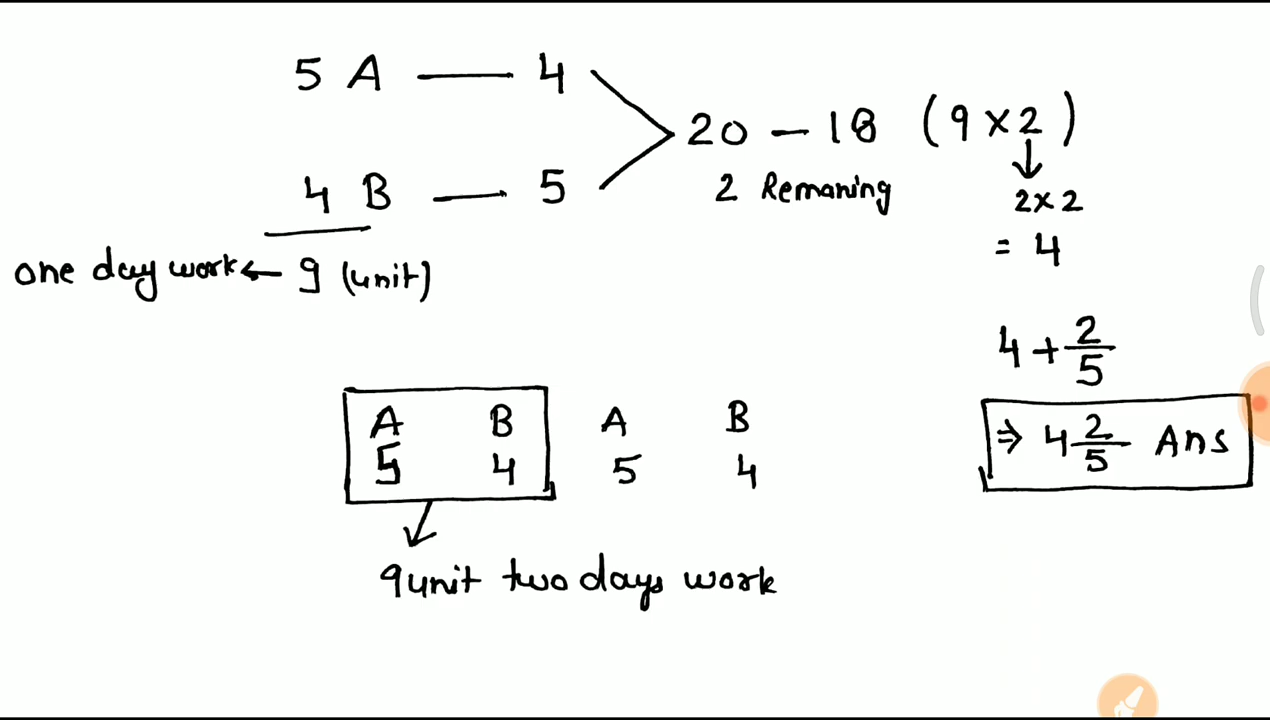 5 A — 4
20 – 18 (9 × 2)
4 B — 5
2 Remaning
2×2
= 4
one day work ← 9 (unit)
4 + 2/5
⇒ 4 2/5 Ans
A B A B
5 4 5 4
9unit two days work